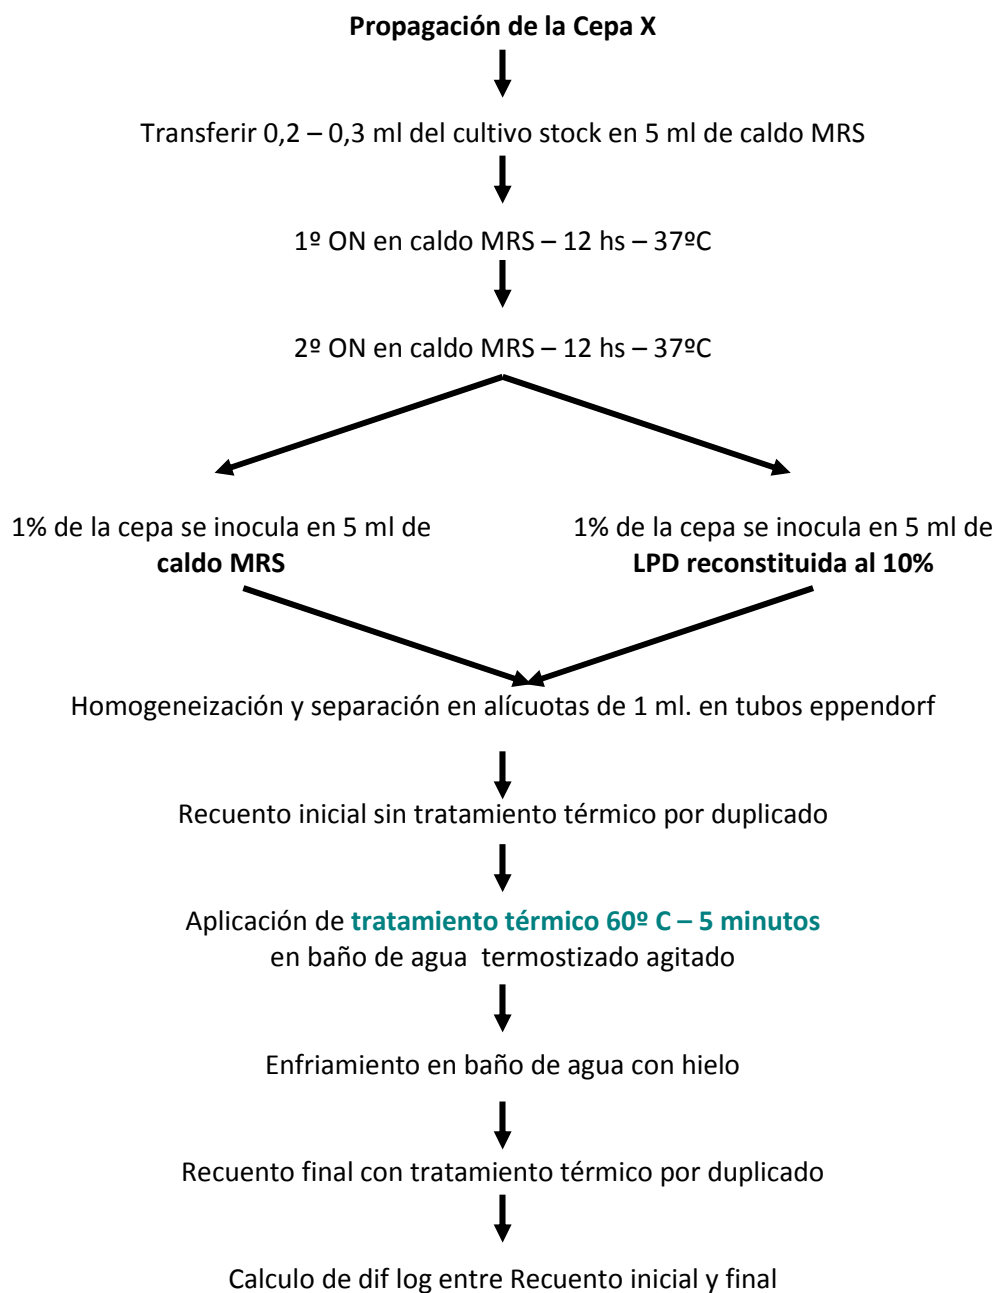 Propagación de la Cepa X
Transferir 0,2 – 0,3 ml del cultivo stock en 5 ml de caldo MRS
1º ON en caldo MRS – 12 hs – 37ºC
2º ON en caldo MRS – 12 hs – 37ºC
1% de la cepa se inocula en 5 ml de
caldo MRS
1% de la cepa se inocula en 5 ml de
LPD reconstituida al 10%
Homogeneización y separación en alícuotas de 1 ml. en tubos eppendorf
Recuento inicial sin tratamiento térmico por duplicado
Aplicación de tratamiento térmico 60º C – 5 minutos
en baño de agua termostizado agitado
Enfriamiento en baño de agua con hielo
Recuento final con tratamiento térmico por duplicado
Calculo de dif log entre Recuento inicial y final